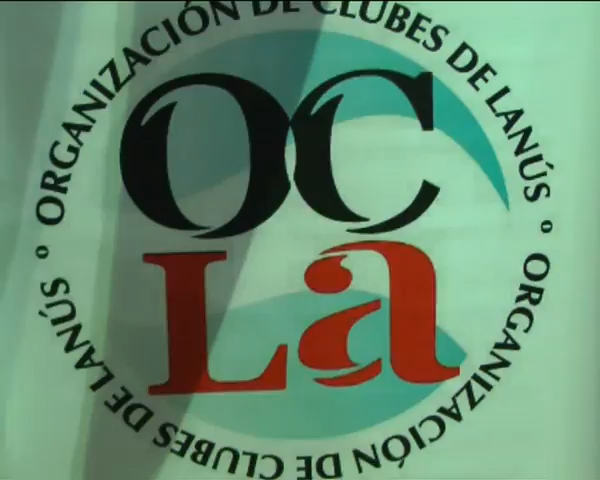 ORGANIZACIÓN DE CLUBES DE LANÚS º
ORGANIZACIÓN DE CLUBES DE LANÚS º
OC
La